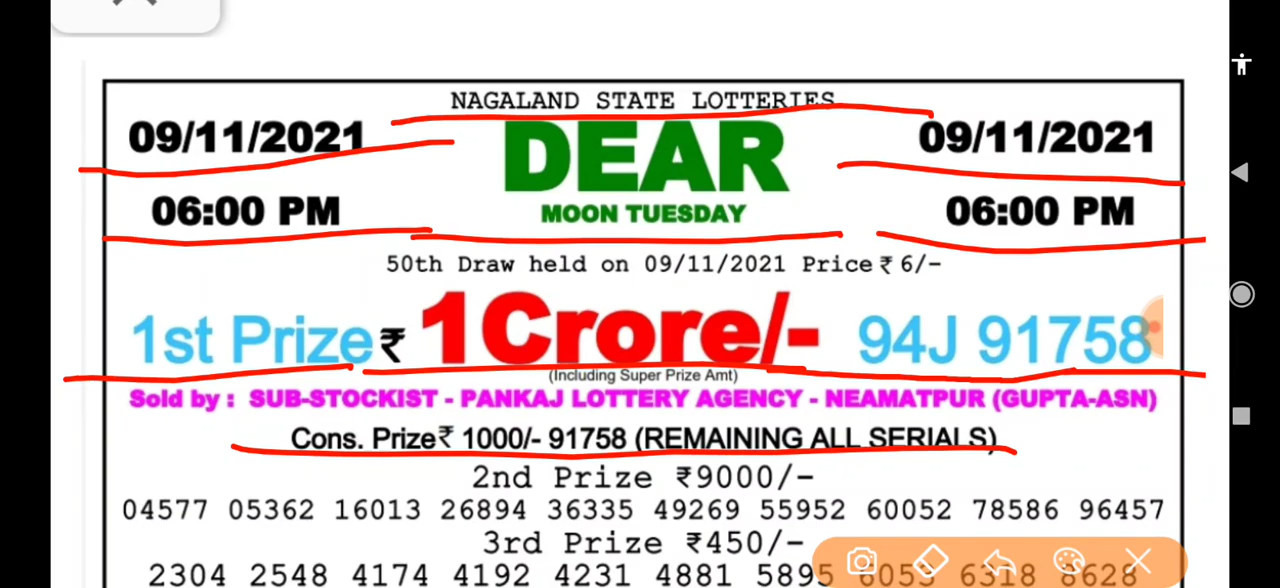 NAGALAND STATE LOTTERIES
09/11/2021 DEAR 09/11/2021
06:00 PM MOON TUESDAY 06:00 PM
50th Draw held on 09/11/2021 Price ₹ 6/-
1st Prize ₹ 1Crore/- 94J 91758
(Including Super Prize Amt)
Sold by : SUB-STOCKIST - PANKAJ LOTTERY AGENCY - NEAMATPUR (GUPTA-ASN)
Cons. Prize ₹ 1000/- 91758 (REMAINING ALL SERIALS)
2nd Prize ₹9000/-
04577 05362 16013 26894 36335 49269 55952 60052 78586 96457
3rd Prize ₹450/-
2304 2548 4174 4192 4231 4881 5895